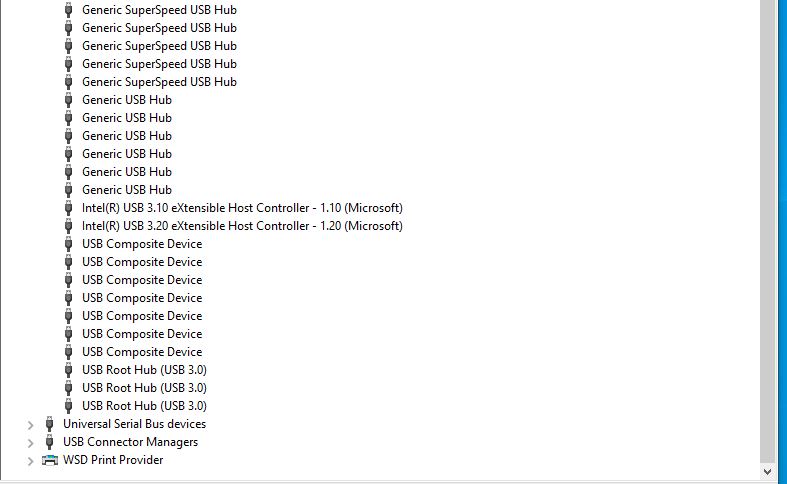 Generic SuperSpeed USB Hub
Generic SuperSpeed USB Hub
Generic SuperSpeed USB Hub
Generic SuperSpeed USB Hub
Generic SuperSpeed USB Hub
Generic USB Hub
Generic USB Hub
Generic USB Hub
Generic USB Hub
Generic USB Hub
Generic USB Hub
Intel(R) USB 3.10 eXtensible Host Controller - 1.10 (Microsoft)
Intel(R) USB 3.20 eXtensible Host Controller - 1.20 (Microsoft)
USB Composite Device
USB Composite Device
USB Composite Device
USB Composite Device
USB Composite Device
USB Composite Device
USB Composite Device
USB Root Hub (USB 3.0)
USB Root Hub (USB 3.0)
USB Root Hub (USB 3.0)
Universal Serial Bus devices
USB Connector Managers
WSD Print Provider